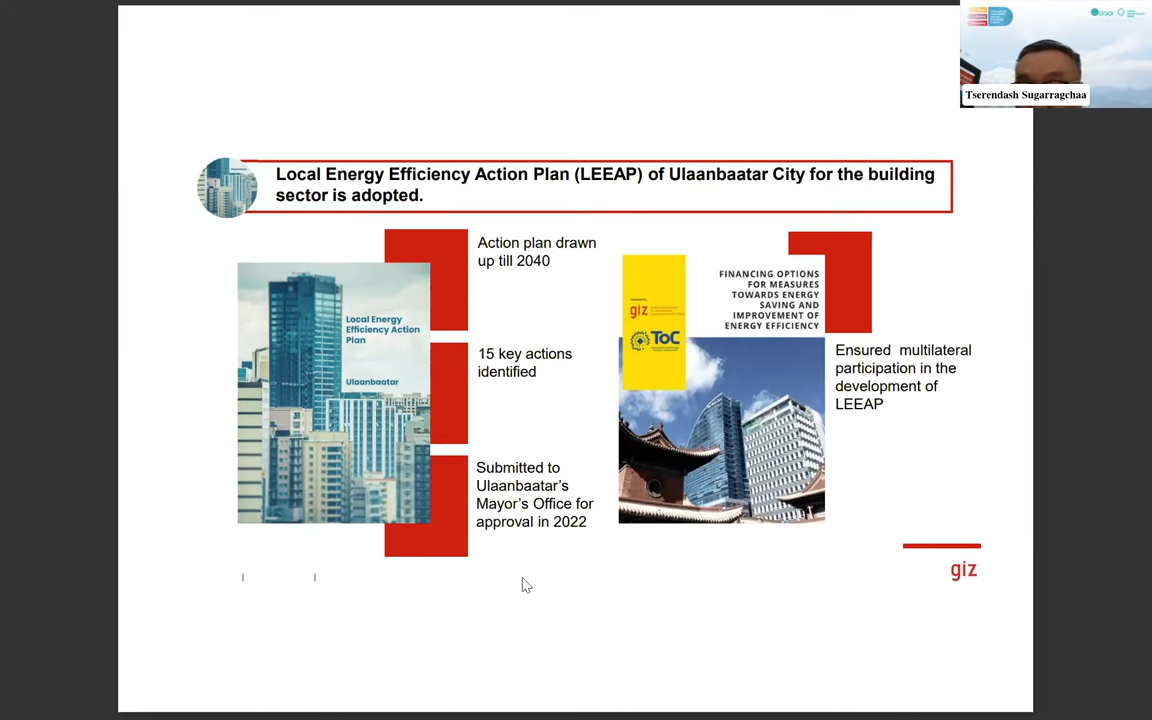 GGGI
Tserendash Sugarragchaa
Local Energy Efficiency Action Plan (LEEAP) of Ulaanbaatar City for the building
sector is adopted.
Action plan drawn
up till 2040
Local Energy
Efficiency Action
Plan
Ulaanbaatar
15 key actions
identified
Submitted to
Ulaanbaatar’s
Mayor’s Office for
approval in 2022
FINANCING OPTIONS
FOR MEASURES
TOWARDS ENERGY
SAVING AND
IMPROVEMENT OF
ENERGY EFFICIENCY
giz
ToC
Ensured multilateral
participation in the
development of
LEEAP
giz